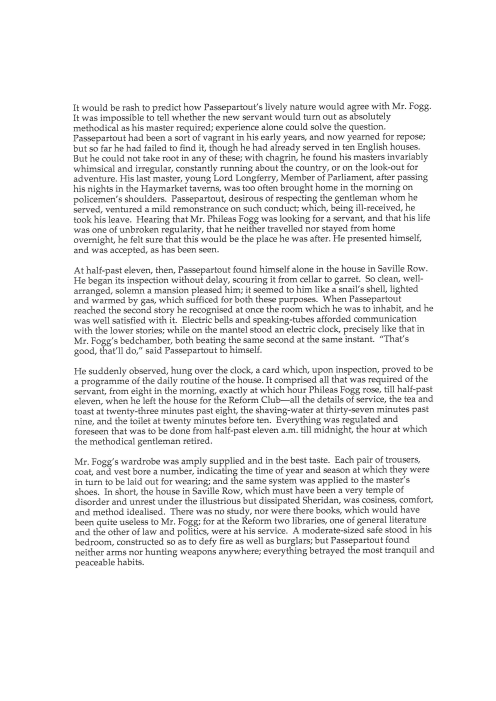 It would be rash to predict how Passepartout's lively nature would agree with Mr. Fogg.
It was impossible to tell whether the new servant would turn out as absolutely
methodical as his master required; experience alone could solve the question.
Passepartout had been a sort of vagrant in his early years, and now yearned for repose;
but so far he had failed to find it, though he had already served in ten English houses.
But he could not take root in any of these; with chagrin, he found his masters invariably
whimsical and irregular, constantly running about the country, or on the look-out for
adventure. His last master, young Lord Longferry, Member of Parliament, after passing
his nights in the Haymarket taverns, was too often brought home in the morning on
policemen's shoulders. Passepartout, desirous of respecting the gentleman whom he
served, ventured a mild remonstrance on such conduct; which, being ill-received, he
took his leave. Hearing that Mr. Phileas Fogg was looking for a servant, and that his life
was one of unbroken regularity, that he neither travelled nor stayed from home
overnight, he felt sure that this would be the place he was after. He presented himself,
and was accepted, as has been seen.

At half-past eleven, then, Passepartout found himself alone in the house in Saville Row.
He began its inspection without delay, scouring it from cellar to garret. So clean, well-
arranged, solemn a mansion pleased him; it seemed to him like a snail's shell, lighted
and warmed by gas, which sufficed for both these purposes. When Passepartout
reached the second story he recognised at once the room which he was to inhabit, and he
was well satisfied with it. Electric bells and speaking-tubes afforded communication
with the lower stories; while on the mantel stood an electric clock, precisely like that in
Mr. Fogg's bedchamber, both beating the same second at the same instant. "That's
good, that'll do," said Passepartout to himself.

He suddenly observed, hung over the clock, a card which, upon inspection, proved to be
a programme of the daily routine of the house. It comprised all that was required of the
servant, from eight in the morning, exactly at which hour Phileas Fogg rose, till half-past
eleven, when he left the house for the Reform Club—all the details of service, the tea and
toast at twenty-three minutes past eight, the shaving-water at thirty-seven minutes past
nine, and the toilet at twenty minutes before ten. Everything was regulated and
foreseen that was to be done from half-past eleven a.m. till midnight, the hour at which
the methodical gentleman retired.

Mr. Fogg's wardrobe was amply supplied and in the best taste. Each pair of trousers,
coat, and vest bore a number, indicating the time of year and season at which they were
in turn to be laid out for wearing; and the same system was applied to the master's
shoes. In short, the house in Saville Row, which must have been a very temple of
disorder and unrest under the illustrious but dissipated Sheridan, was cosiness, comfort,
and method idealised. There was no study, nor were there books, which would have
been quite useless to Mr. Fogg; for at the Reform two libraries, one of general literature
and the other of law and politics, were at his service. A moderate-sized safe stood in his
bedroom, constructed so as to defy fire as well as burglars; but Passepartout found
neither arms nor hunting weapons anywhere; everything betrayed the most tranquil and
peaceable habits.